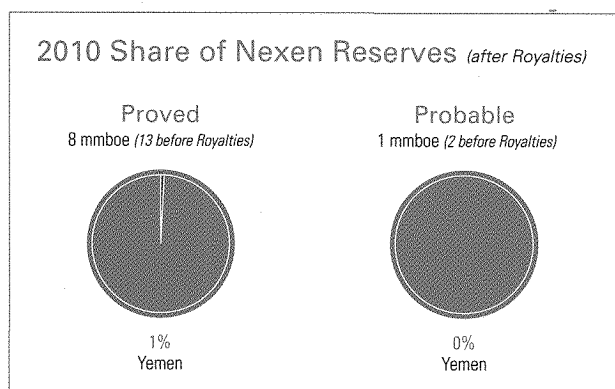 2010 Share of Nexen Reserves (after Royalties)
Proved
8 mmboe (13 before Royalties)
1%
Yemen
Probable
1 mmboe (2 before Royalties)
0%
Yemen